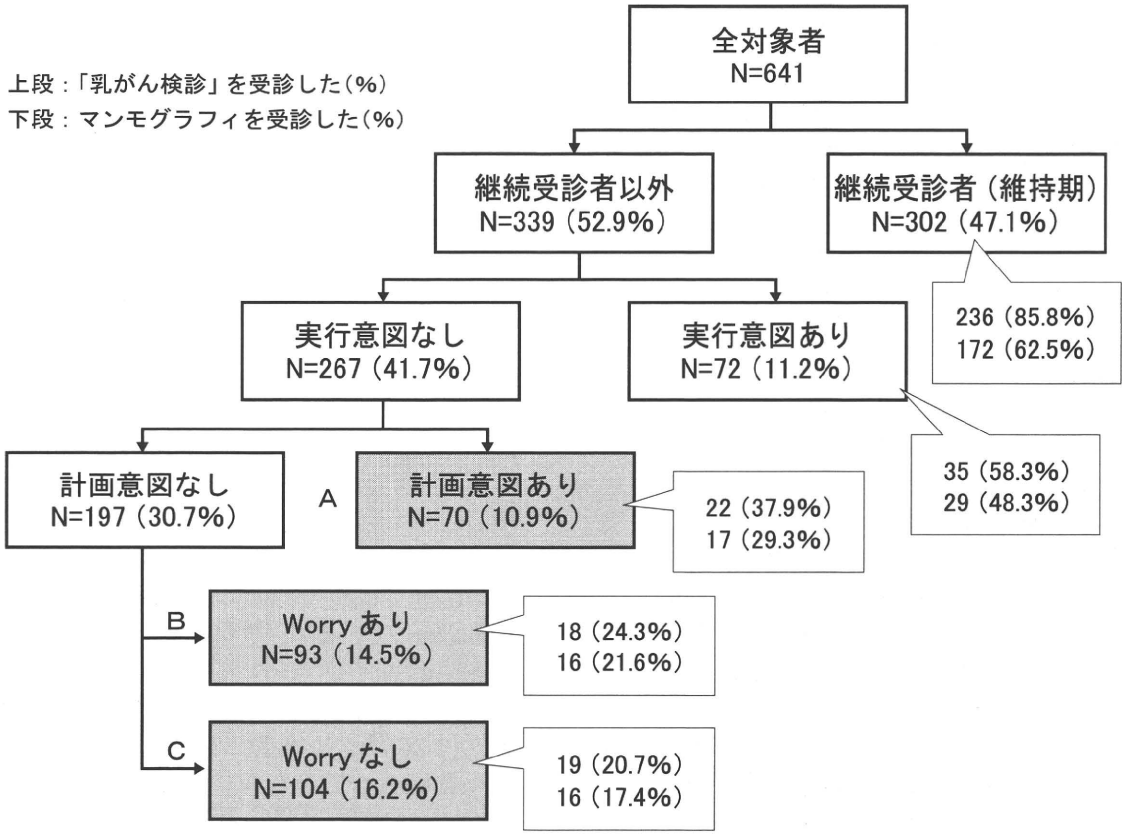 全対象者
N=641
上段：「乳がん検診」を受診した(%)
下段：マンモグラフィを受診した(%)
継続受診者以外
N=339 (52.9%)
継続受診者 (維持期)
N=302 (47.1%)
236 (85.8%)
172 (62.5%)
実行意図なし
N=267 (41.7%)
実行意図あり
N=72 (11.2%)
35 (58.3%)
29 (48.3%)
計画意図なし
N=197 (30.7%)
A
計画意図あり
N=70 (10.9%)
22 (37.9%)
17 (29.3%)
B
Worry あり
N=93 (14.5%)
18 (24.3%)
16 (21.6%)
C
Worry なし
N=104 (16.2%)
19 (20.7%)
16 (17.4%)